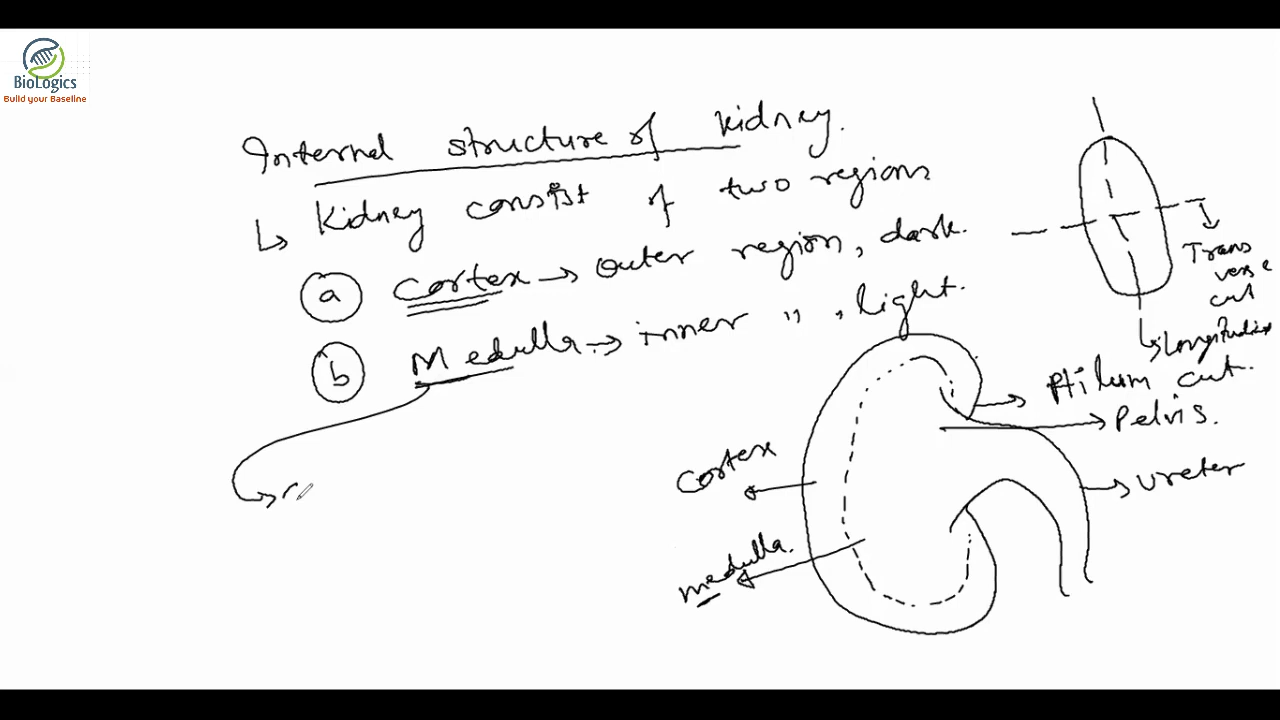 BioLogics
Build your Baseline
Internal structure of kidney.
↳ Kidney consist of two regions
(a) Cortex → outer region, dark.
(b) Medulla → inner ,, , light.
Trans
verse
cut
Hilum cut.
Pelvis.
Cortex
Ureter
medulla.